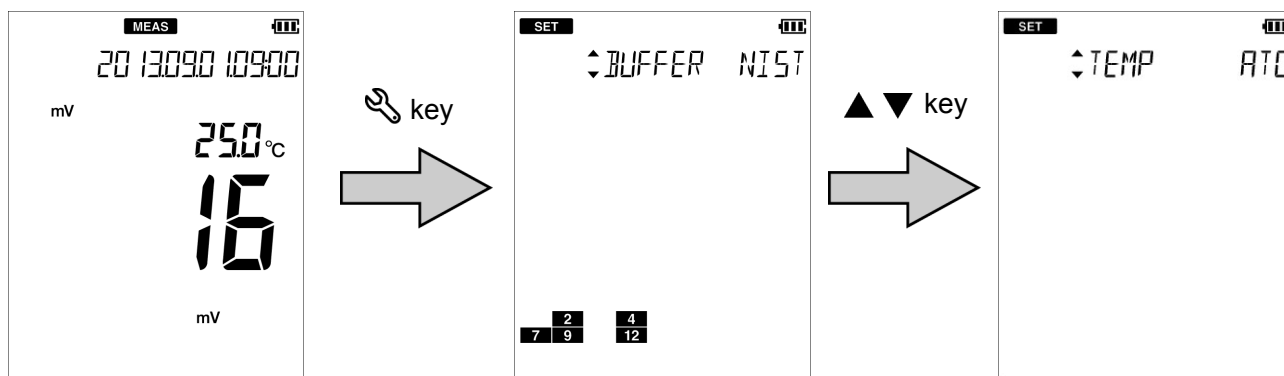 MEAS
2013.09.01.09:00
mV
25.0 °C
16
mV
key
SET
BUFFER NIST
2 4
7 9 12
key
SET
TEMP ATC